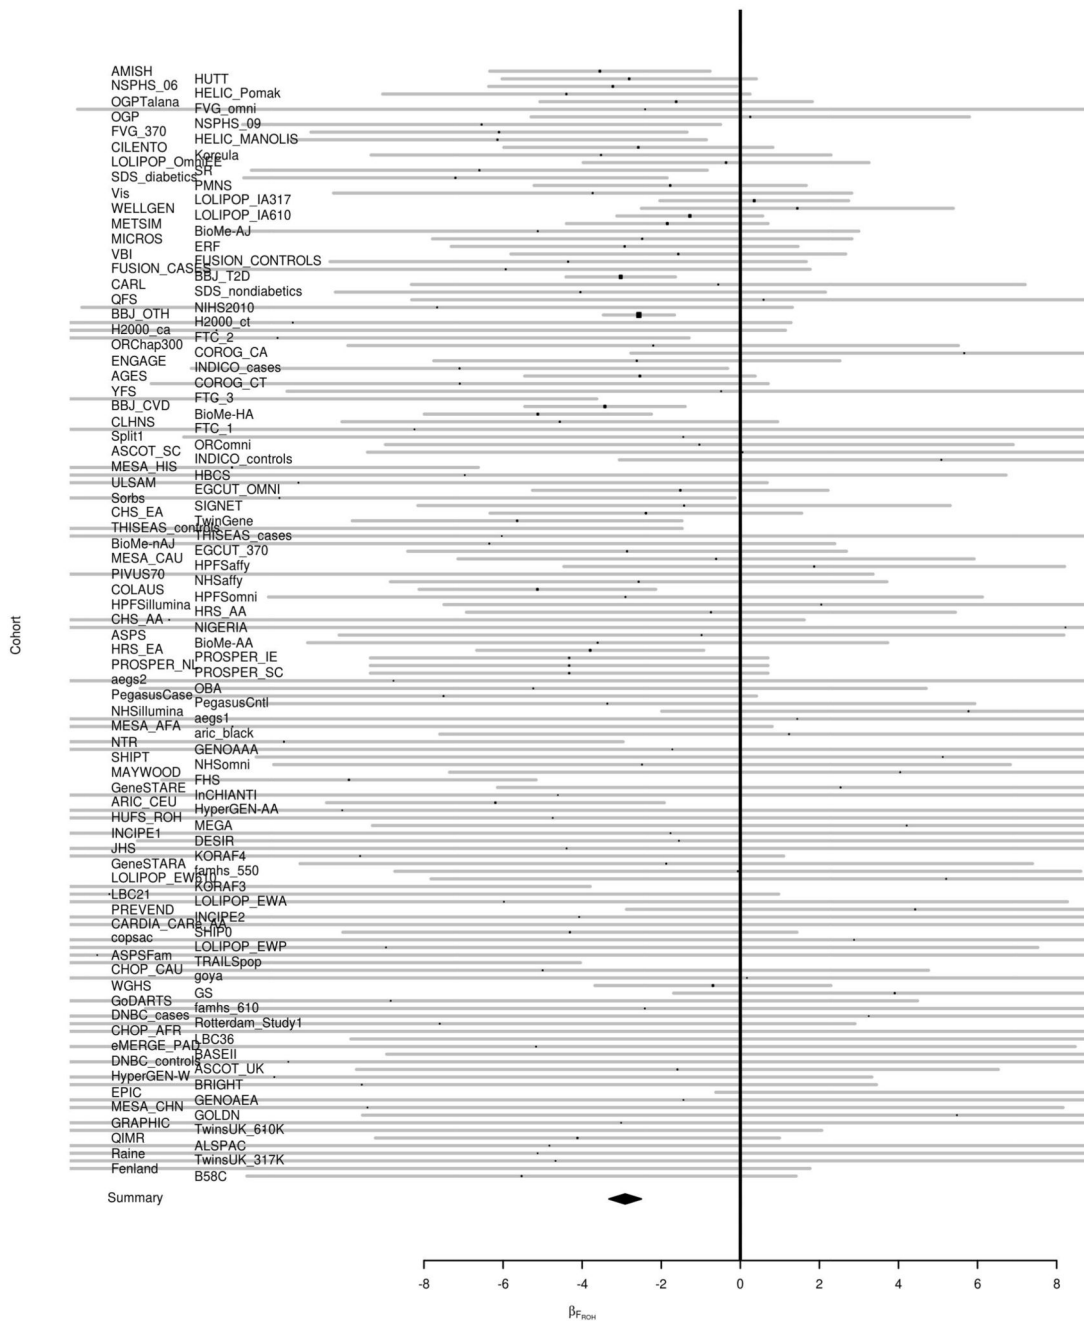 AMISH
HUTT
NSPHS_06
HELIC_Pomak
OGPTalana
FVG_omni
OGP
NSPHS_09
FVG_370
HELIC_MANOLIS
CILENTO
Korcula
LOLIPOP_OmniEE
SR
SDS_diabetics
PMNS
Vis
LOLIPOP_IA317
WELLGEN
LOLIPOP_IA610
METSIM
BioMe-AJ
MICROS
ERF
VBI
FUSION_CONTROLS
FUSION_CASES
BBJ_T2D
CARL
SDS_nondiabetics
QFS
NIHS2010
BBJ_OTH
H2000_ct
H2000_ca
FTC_2
ORChap300
COROG_CA
ENGAGE
INDICO_cases
AGES
COROG_CT
YFS
FTC_3
BBJ_CVD
BioMe-HA
CLHNS
FTC_1
Split1
ORComni
ASCOT_SC
INDICO_controls
MESA_HIS
HBCS
ULSAM
EGCUT_OMNI
Sorbs
SIGNET
CHS_EA
TwinGene
THISEAS_controls
THISEAS_cases
BioMe-nAJ
EGCUT_370
MESA_CAU
HPFSaffy
PIVUS70
NHSaffy
COLAUS
HPFSomni
HPFSillumina
HRS_AA
CHS_AA
NIGERIA
ASPS
BioMe-AA
HRS_EA
PROSPER_IE
PROSPER_NL
PROSPER_SC
aegs2
OBA
PegasusCase
PegasusCntl
NHSillumina
aegs1
MESA_AFA
aric_black
NTR
GENOAAA
SHIPT
NHSomni
MAYWOOD
FHS
GeneSTARE
InCHIANTI
ARIC_CEU
HyperGEN-AA
HUFS_ROH
MEGA
INCIPE1
DESIR
JHS
KORAF4
GeneSTARA
famhs_550
LOLIPOP_EW610
KORAF3
LBC21
LOLIPOP_EWA
PREVEND
INCIPE2
CARDIA_CARe_AA
SHIP0
copsac
LOLIPOP_EWP
ASPSFam
TRAILSpop
CHOP_CAU
goya
WGHS
GS
GoDARTS
famhs_610
DNBC_cases
Rotterdam_Study1
CHOP_AFR
LBC36
eMERGE_PAD
BASEII
DNBC_controls
ASCOT_UK
HyperGEN-W
BRIGHT
EPIC
GENOAEA
MESA_CHN
GOLDN
GRAPHIC
TwinsUK_610K
QIMR
ALSPAC
Raine
TwinsUK_317K
Fenland
B58C
Summary
Cohort
-8 -6 -4 -2 0 2 4 6 8
βFROH